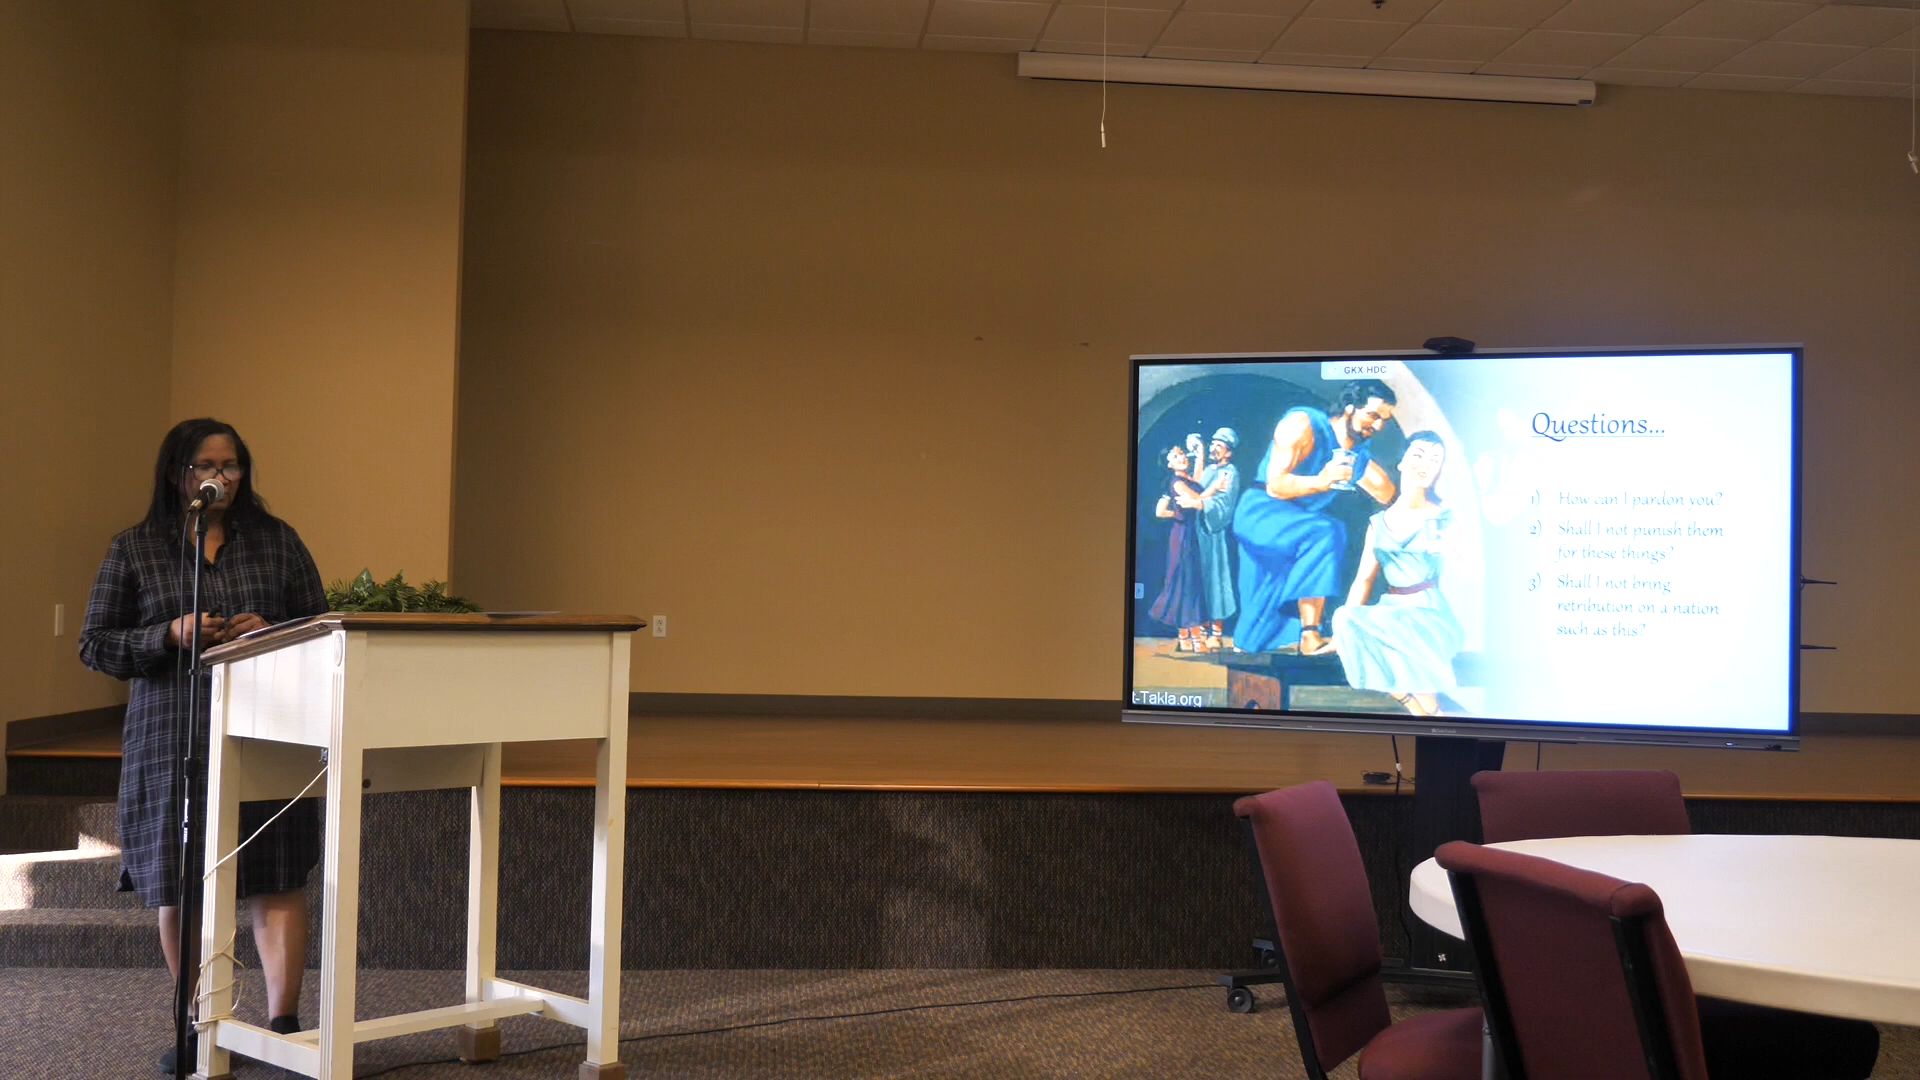 GKX HDC
Questions...
1) How can I pardon you?
2) Shall I not punish them
for these things?
3) Shall I not bring
retribution on a nation
such as this?
t-Takla.org